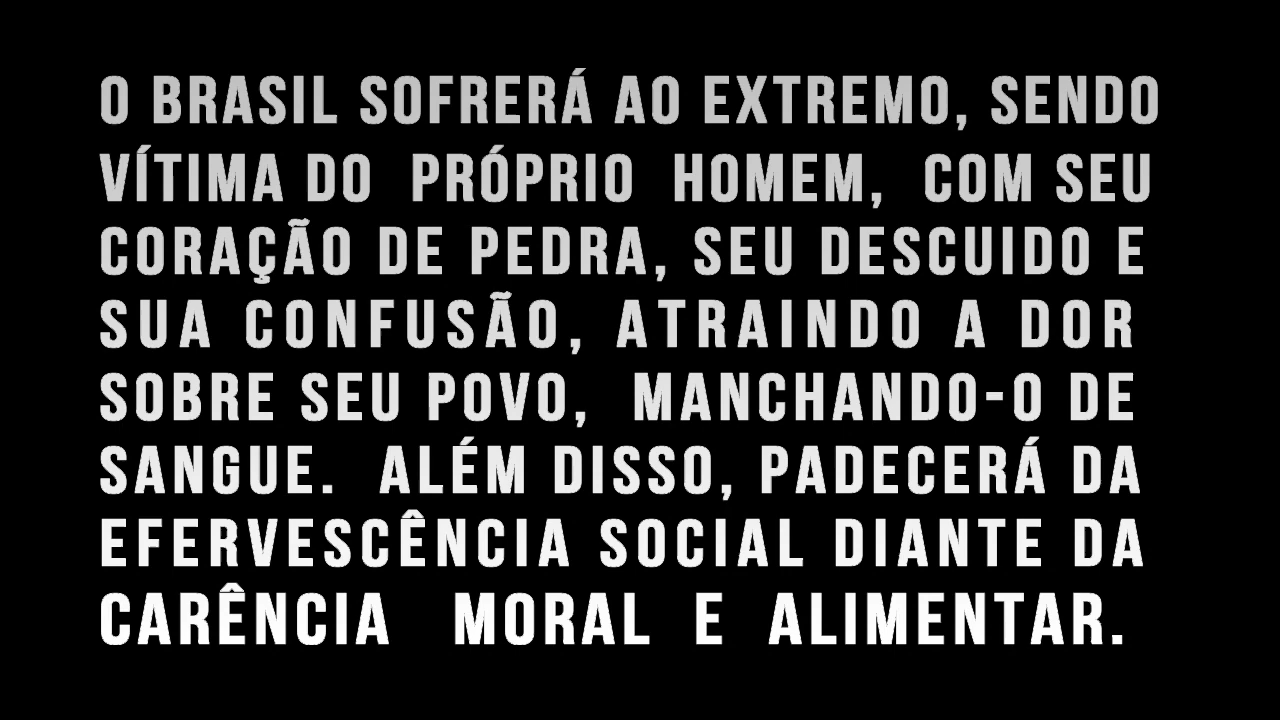 O BRASIL SOFRERÁ AO EXTREMO, SENDO
VÍTIMA DO PRÓPRIO HOMEM, COM SEU
CORAÇÃO DE PEDRA, SEU DESCUIDO E
SUA CONFUSÃO, ATRAINDO A DOR
SOBRE SEU POVO, MANCHANDO-O DE
SANGUE. ALÉM DISSO, PADECERÁ DA
EFERVESCÊNCIA SOCIAL DIANTE DA
CARÊNCIA MORAL E ALIMENTAR.